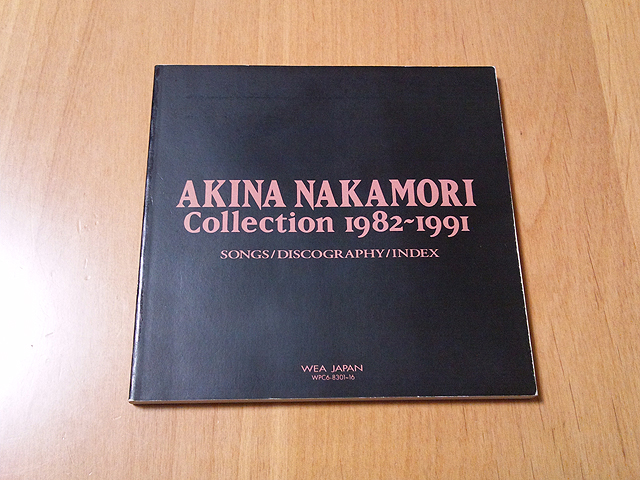 AKINA NAKAMORI
Collection 1982~1991
SONGS/DISCOGRAPHY/INDEX
WEA JAPAN
WPC6-8301~16